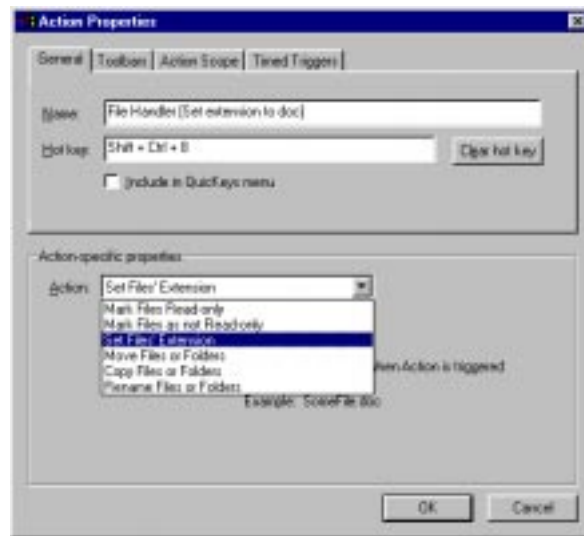 Action Properties
General Toolbars Action Scope Timed Triggers
Name: File Handler (Set extension to doc)
Hot key: Shift + Ctrl + Clear hot key
Include in QuicKeys menu
Action-specific properties
Action: Set Files' Extension
Mark Files Read-only
Mark Files as not Read-only
Set Files' Extension
Move Files or Folders
when Action is triggered
Copy Files or Folders
Rename Files or Folders
Example: SomeFile.doc
OK Cancel